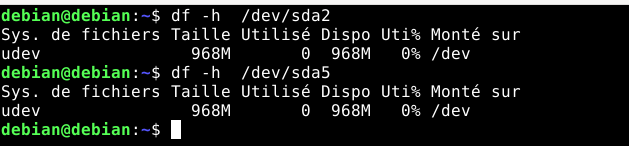 debian@debian:~$ df -h  /dev/sda2
Sys. de fichiers Taille Utilisé Dispo Uti% Monté sur
udev               968M       0  968M   0% /dev
debian@debian:~$ df -h  /dev/sda5
Sys. de fichiers Taille Utilisé Dispo Uti% Monté sur
udev               968M       0  968M   0% /dev
debian@debian:~$